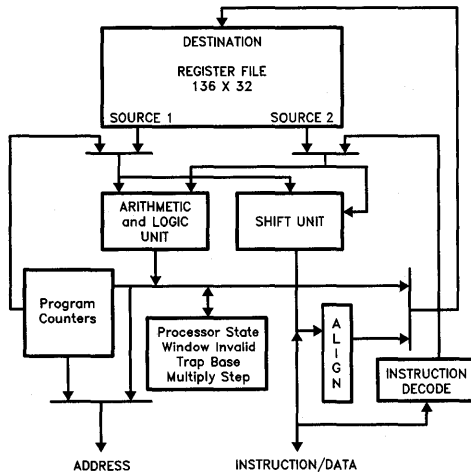 DESTINATION
REGISTER FILE
136 X 32
SOURCE 1
SOURCE 2
ARITHMETIC
and LOGIC
UNIT
SHIFT UNIT
Program
Counters
Processor State
Window Invalid
Trap Base
Multiply Step
ALIGN
INSTRUCTION
DECODE
ADDRESS
INSTRUCTION/DATA